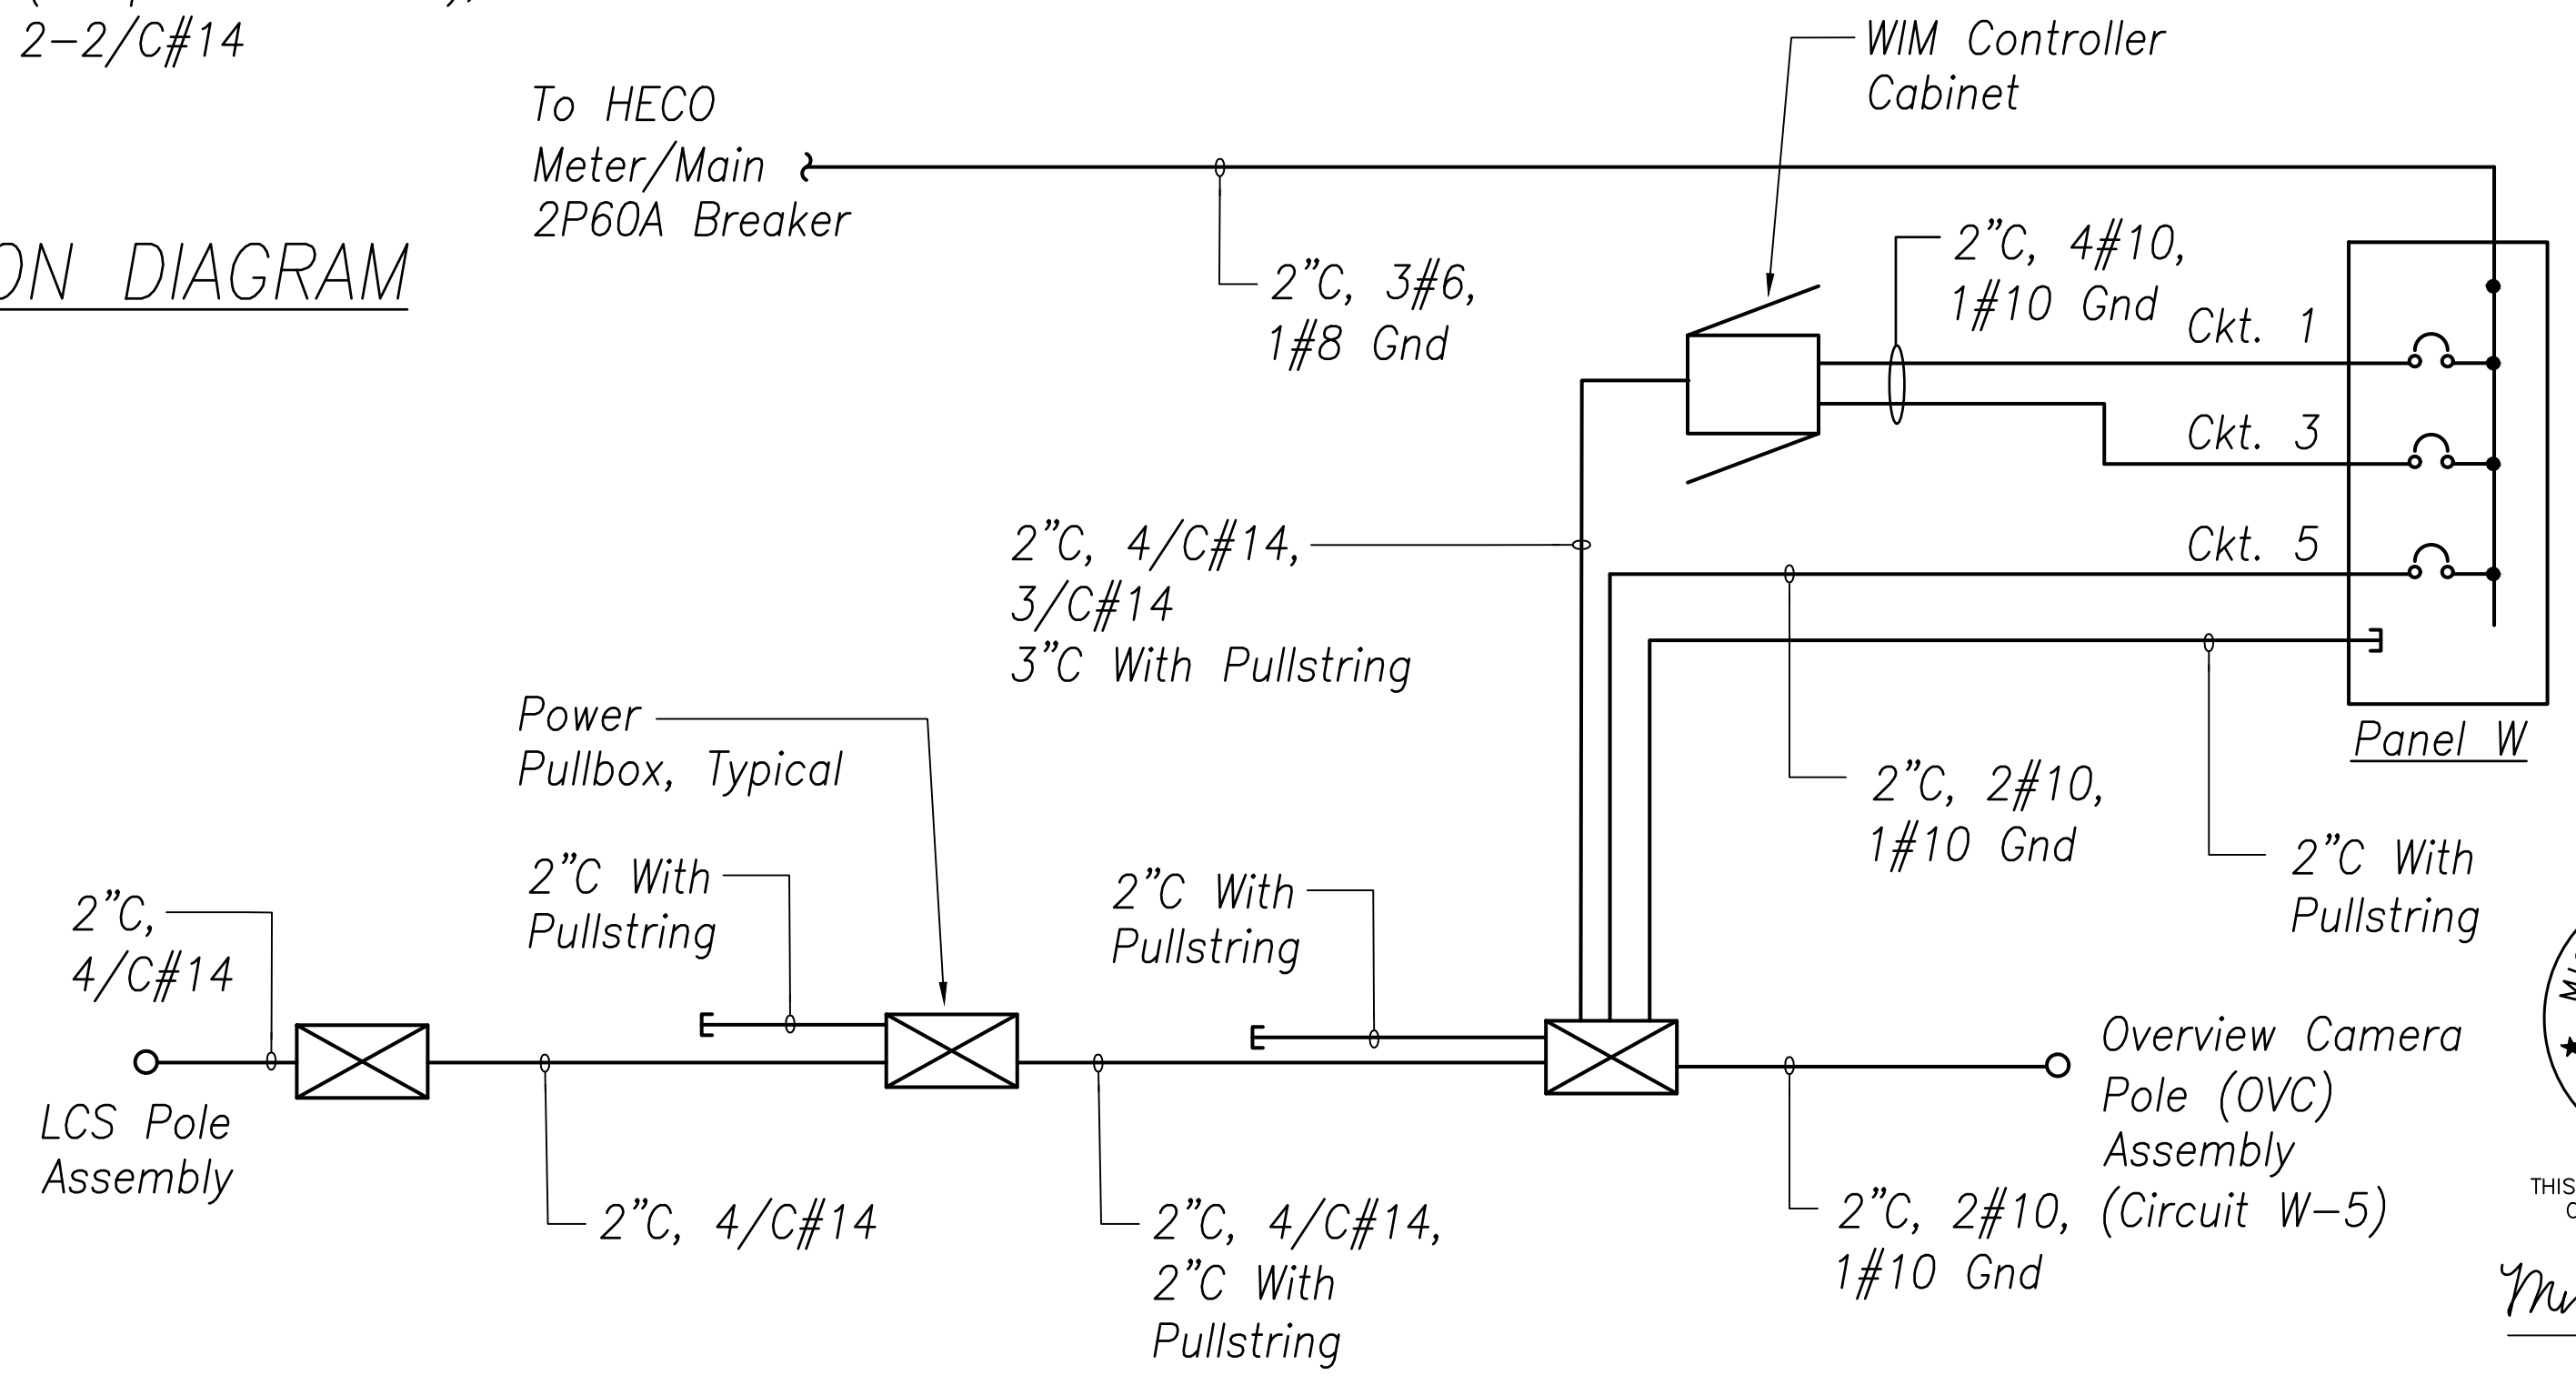 2-2/C#14
ON DIAGRAM
To HECO
Meter/Main
2P60A Breaker
2"C, 3#6,
1#8 Gnd
WIM Controller
Cabinet
2"C, 4#10,
1#10 Gnd
Ckt. 1
Ckt. 3
Ckt. 5
Panel W
2"C, 4/C#14,
3/C#14
3"C With Pullstring
2"C, 2#10,
1#10 Gnd
2"C With
Pullstring
Power
Pullbox, Typical
2"C With
Pullstring
2"C With
Pullstring
2"C,
4/C#14
LCS Pole
Assembly
2"C, 4/C#14
2"C, 4/C#14,
2"C With
Pullstring
2"C, 2#10,
1#10 Gnd
Overview Camera
Pole (OVC)
Assembly
(Circuit W-5)
THIS